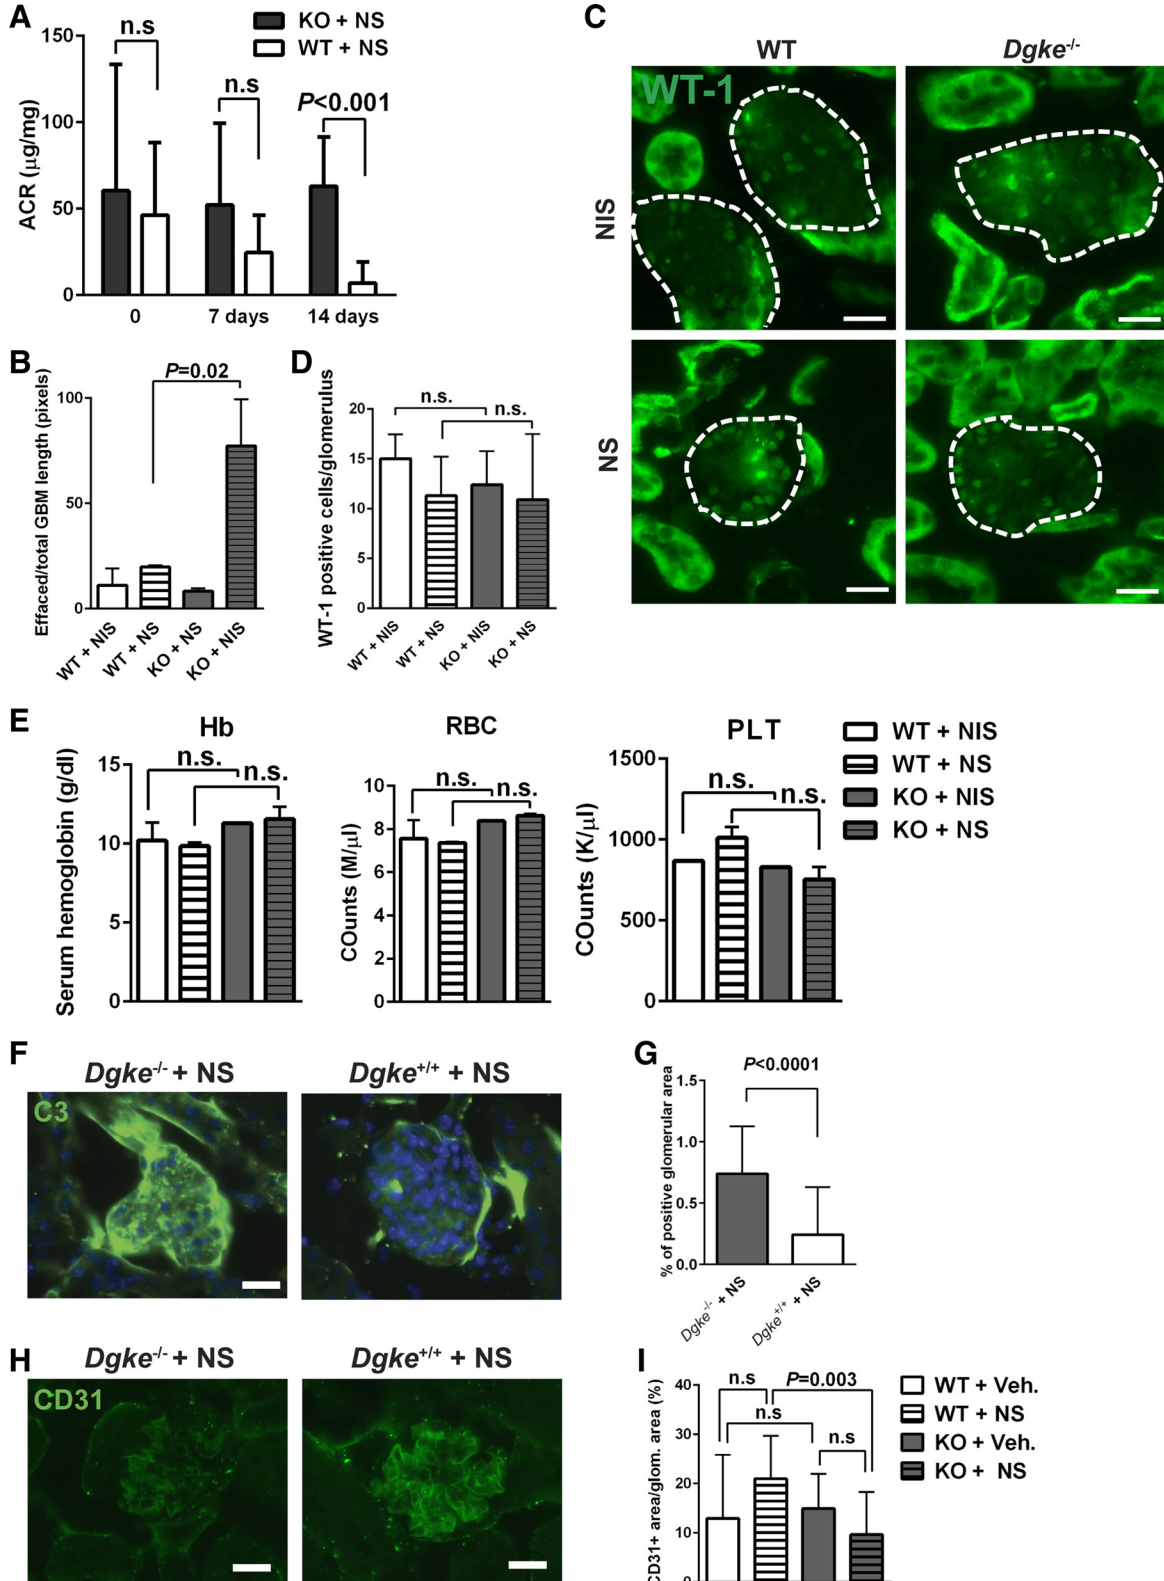 A
KO + NS
WT + NS
n.s
n.s
P<0.001
ACR (µg/mg)
150
100
50
0
0
7 days
14 days
B
P=0.02
Effaced/total GBM length (pixels)
100
50
0
WT + NIS
WT + NS
KO + NS
KO + NIS
D
n.s.
n.s.
WT-1 positive cells/glomerulus
20
15
10
5
0
WT + NIS
WT + NS
KO + NIS
KO + NS
C
WT
Dgke-/-
WT-1
NIS
NS
E
Hb
n.s.
n.s.
Serum hemoglobin (g/dl)
15
10
5
0
RBC
n.s.
n.s.
COunts (M/µl)
10
8
6
4
2
0
PLT
n.s.
n.s.
COunts (K/µl)
1500
1000
500
0
WT + NIS
WT + NS
KO + NIS
KO + NS
F
Dgke-/- + NS
Dgke+/+ + NS
C3
G
P<0.0001
% of positive glomerular area
1.5
1.0
0.5
0.0
Dgke-/- + NS
Dgke+/+ + NS
H
Dgke-/- + NS
Dgke+/+ + NS
CD31
I
n.s
P=0.003
n.s
n.s
CD31+ area/glom. area (%)
40
30
20
10
0
WT + Veh.
WT + NS
KO + Veh.
KO + NS